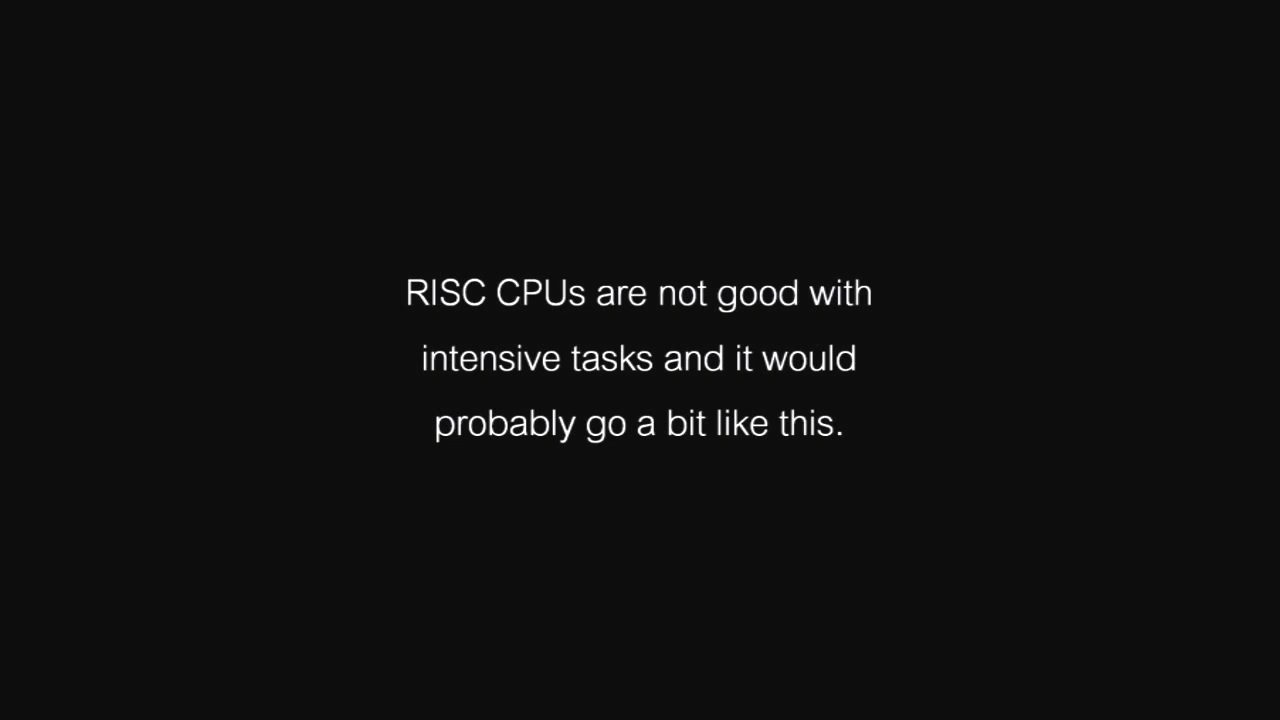 RISC CPUs are not good with
intensive tasks and it would
probably go a bit like this.